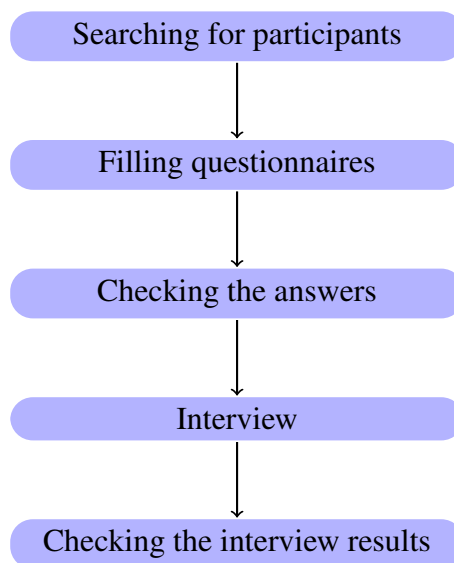 Searching for participants
Filling questionnaires
Checking the answers
Interview
Checking the interview results